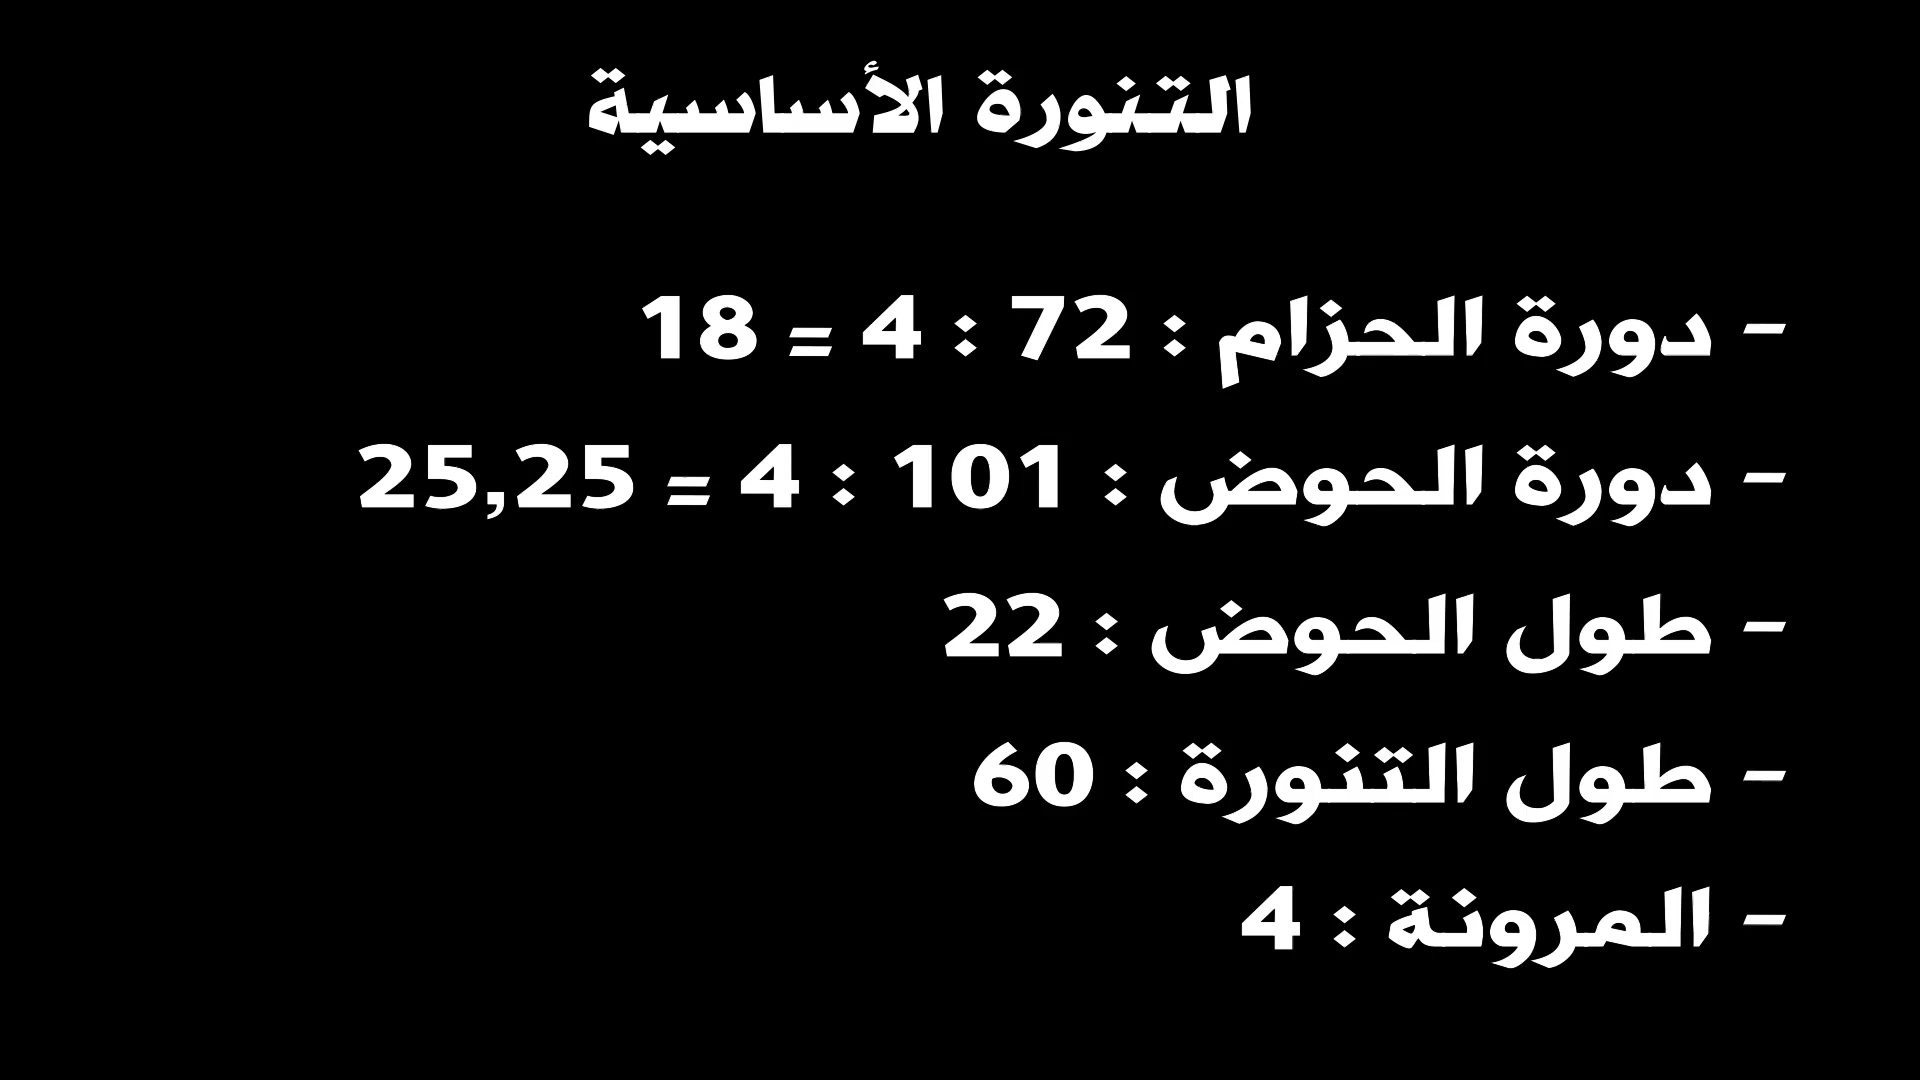 التنورة الأساسية
- دورة الحزام : 72 : 4 = 18
- دورة الحوض : 101 : 4 = 25,25
- طول الحوض : 22
- طول التنورة : 60
- المرونة : 4